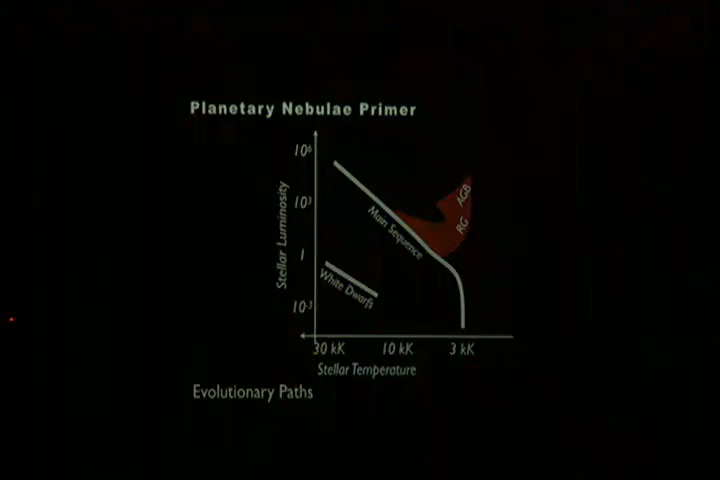 Planetary Nebulae Primer
10⁶
10³
1
10⁻³
Stellar Luminosity
Main Sequence
AGB
RG
White Dwarfs
30 kK 10 kK 3 kK
Stellar Temperature
Evolutionary Paths